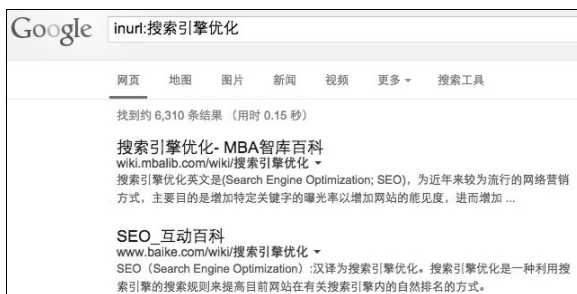 Google inurl:搜索引擎优化
网页 地图 图片 新闻 视频 更多 搜索工具
找到约 6,310 条结果 （用时 0.15 秒）
搜索引擎优化- MBA智库百科
wiki.mbalib.com/wiki/搜索引擎优化
搜索引擎优化英文是(Search Engine Optimization; SEO)，为近年来较为流行的网络营销
方式，主要目的是增加特定关键字的曝光率以增加网站的能见度，进而增加 ...
SEO_互动百科
www.baike.com/wiki/搜索引擎优化
SEO（Search Engine Optimization）:汉译为搜索引擎优化。搜索引擎优化是一种利用搜
索引擎的搜索规则来提高目前网站在有关搜索引擎内的自然排名的方式。